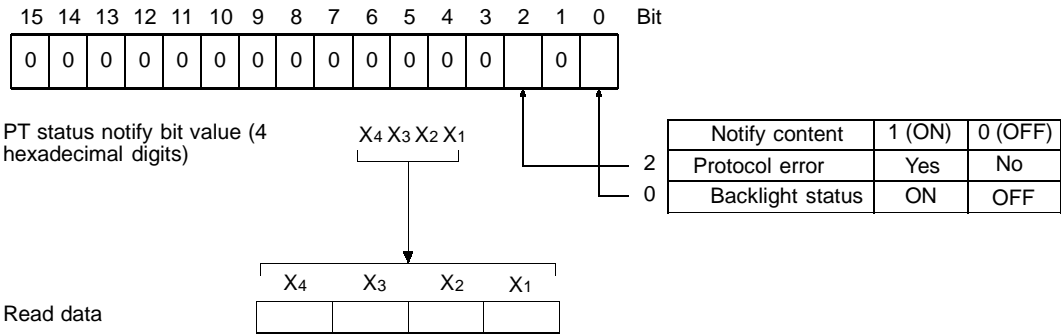 15 14 13 12 11 10 9 8 7 6 5 4 3 2 1 0 Bit
0 0 0 0 0 0 0 0 0 0 0 0 0 0
PT status notify bit value (4
hexadecimal digits)
X4 X3 X2 X1
Notify content 1 (ON) 0 (OFF)
2 Protocol error Yes No
0 Backlight status ON OFF
X4 X3 X2 X1
Read data